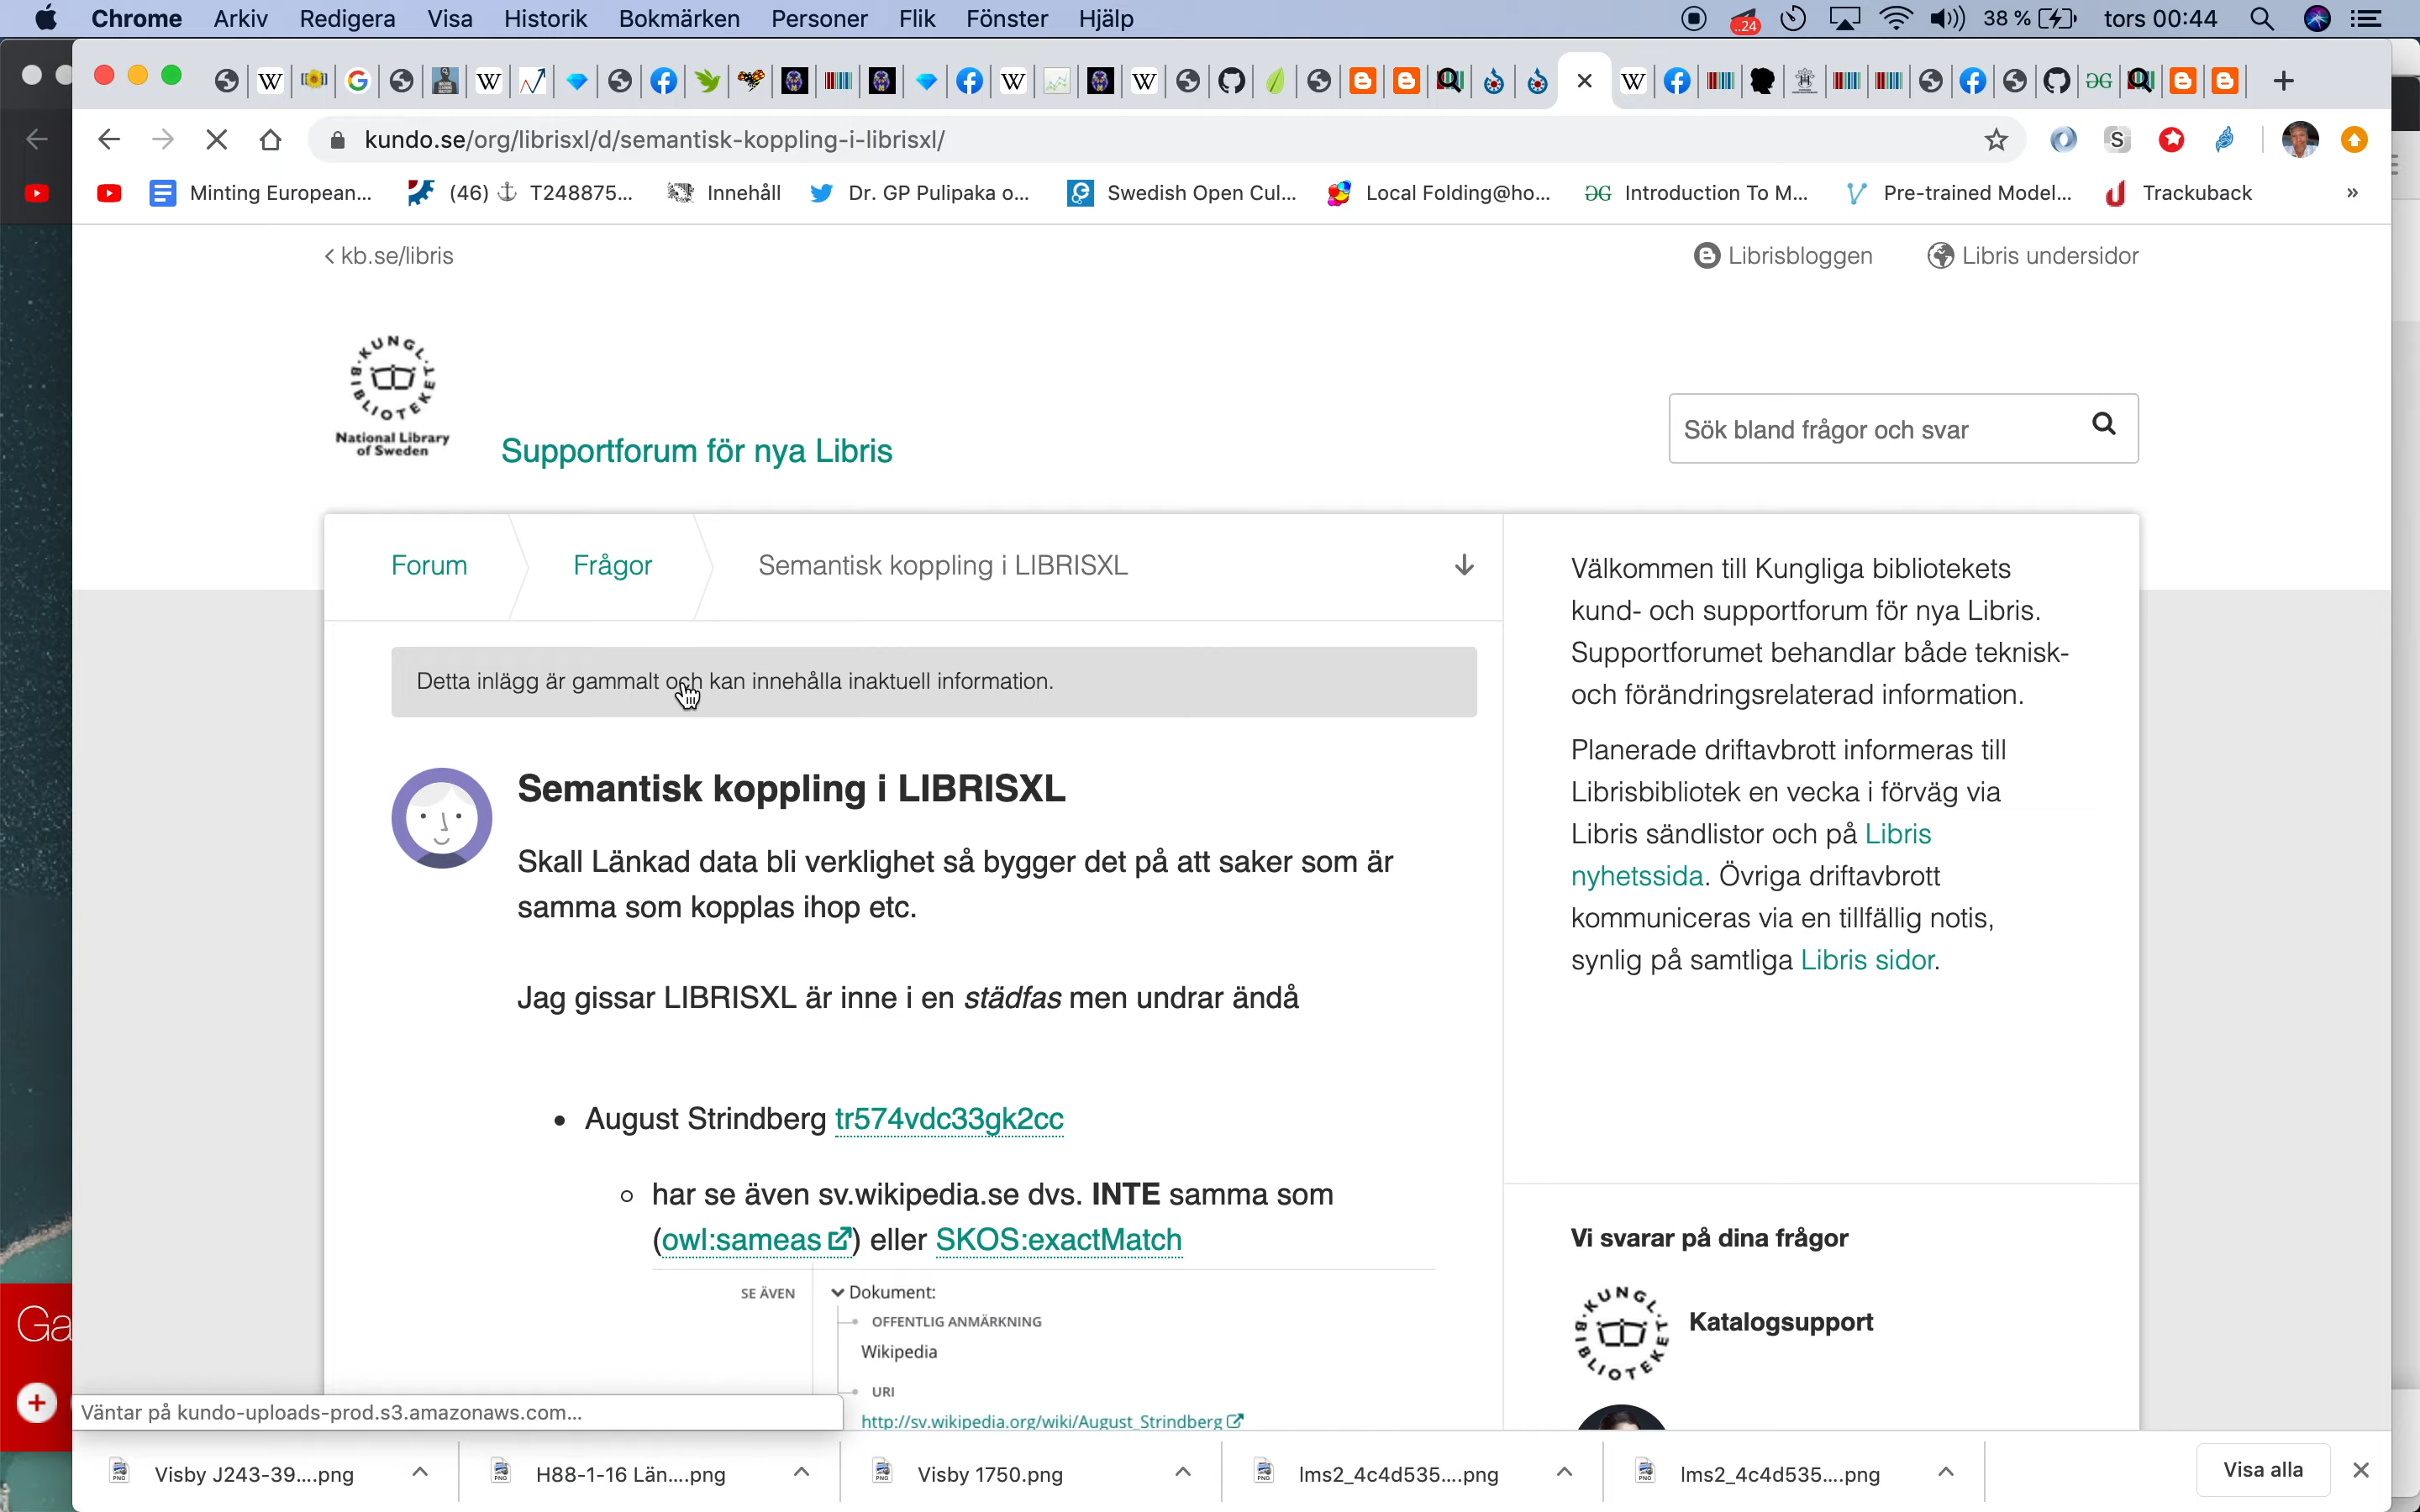 Chrome Arkiv Redigera Visa Historik Bokmärken Personer Flik Fönster Hjälp ..24 38 % tors 00:44
kundo.se/org/librisxl/d/semantisk-koppling-i-librisxl/
Minting European... (46) T248875... Innehåll Dr. GP Pulipaka o... Swedish Open Cul... Local Folding@ho... Introduction To M... Pre-trained Model... Trackuback »
< kb.se/libris Librisbloggen Libris undersidor
KUNGL. BIBLIOTEKET
National Library
of Sweden
Supportforum för nya Libris
Sök bland frågor och svar
Forum Frågor Semantisk koppling i LIBRISXL
Detta inlägg är gammalt och kan innehålla inaktuell information.
Semantisk koppling i LIBRISXL
Skall Länkad data bli verklighet så bygger det på att saker som är
samma som kopplas ihop etc.
Jag gissar LIBRISXL är inne i en städfas men undrar ändå
• August Strindberg tr574vdc33gk2cc
har se även sv.wikipedia.se dvs. INTE samma som
(owl:sameas) eller SKOS:exactMatch
SE ÄVEN Dokument:
OFFENTLIG ANMÄRKNING
Wikipedia
URI
http://sv.wikipedia.org/wiki/August_Strindberg
Välkommen till Kungliga bibliotekets
kund- och supportforum för nya Libris.
Supportforumet behandlar både teknisk-
och förändringsrelaterad information.
Planerade driftavbrott informeras till
Librisbibliotek en vecka i förväg via
Libris sändlistor och på Libris
nyhetssida. Övriga driftavbrott
kommuniceras via en tillfällig notis,
synlig på samtliga Libris sidor.
Vi svarar på dina frågor
KUNGL. BIBLIOTEKET
Katalogsupport
Ga
Väntar på kundo-uploads-prod.s3.amazonaws.com...
Visby J243-39....png H88-1-16 Län....png Visby 1750.png lms2_4c4d535....png lms2_4c4d535....png Visa alla